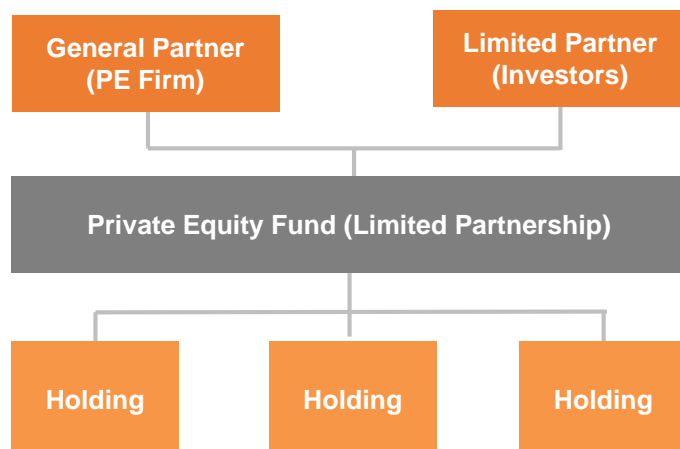 General Partner
(PE Firm)
Limited Partner
(Investors)
Private Equity Fund (Limited Partnership)
Holding
Holding
Holding